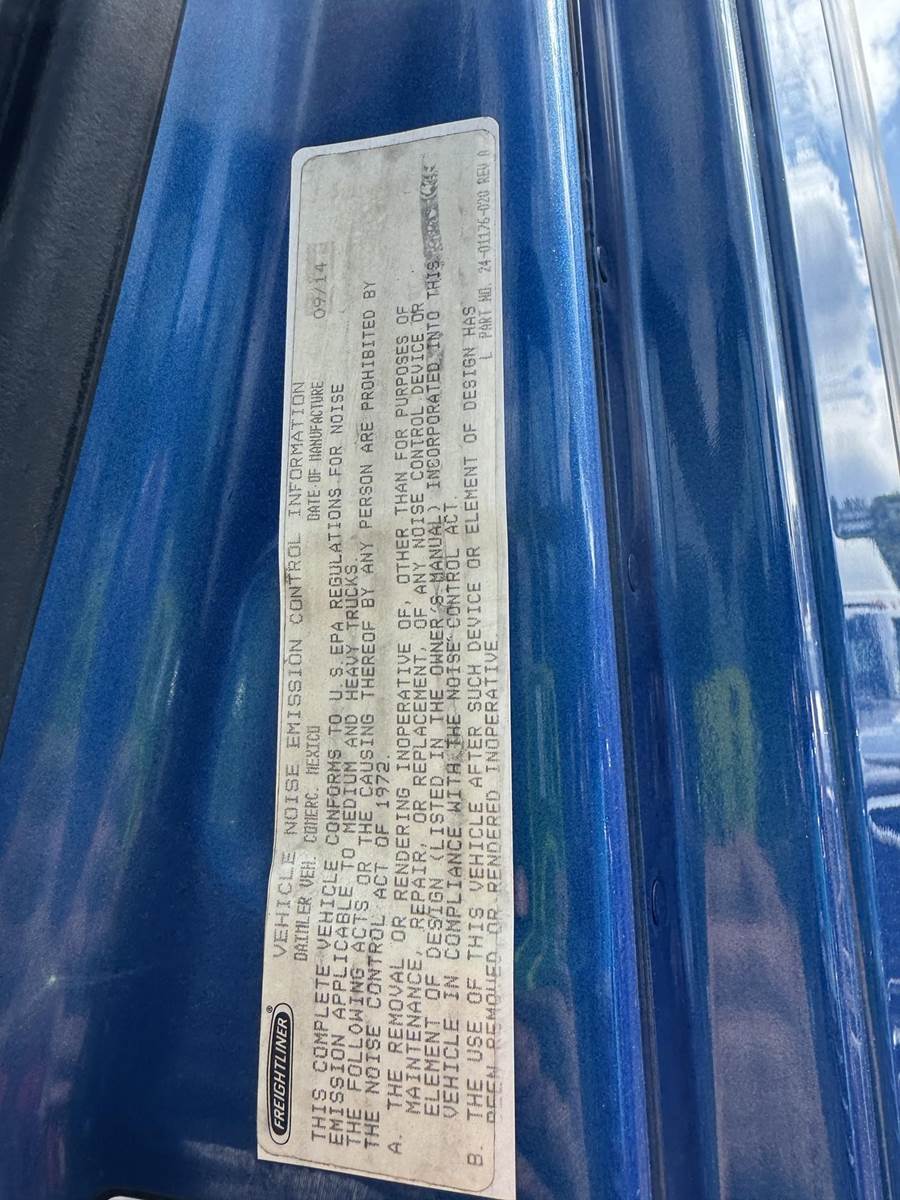 FREIGHTLINER®
VEHICLE NOISE EMISSION CONTROL INFORMATION
DAIMLER VEH. COMERC. MEXICO DATE OF MANUFACTURE 09/14
THIS COMPLETE VEHICLE CONFORMS TO U.S.EPA REGULATIONS FOR NOISE
EMISSION APPLICABLE TO MEDIUM AND HEAVY TRUCKS.
THE FOLLOWING ACTS OR THE CAUSING THEREOF BY ANY PERSON ARE PROHIBITED BY
THE NOISE CONTROL ACT OF 1972.
A. THE REMOVAL OR RENDERING INOPERATIVE OF, OTHER THAN FOR PURPOSES OF
MAINTENANCE, REPAIR, OR REPLACEMENT, OF ANY NOISE CONTROL DEVICE OR
ELEMENT OF DESIGN (LISTED IN THE OWNER'S MANUAL) INCORPORATED INTO THIS
VEHICLE IN COMPLIANCE WITH THE NOISE CONTROL ACT.
B. THE USE OF THIS VEHICLE AFTER SUCH DEVICE OR ELEMENT OF DESIGN HAS
BEEN REMOVED OR RENDERED INOPERATIVE.
L PART NO. 24-01176-020 REV A